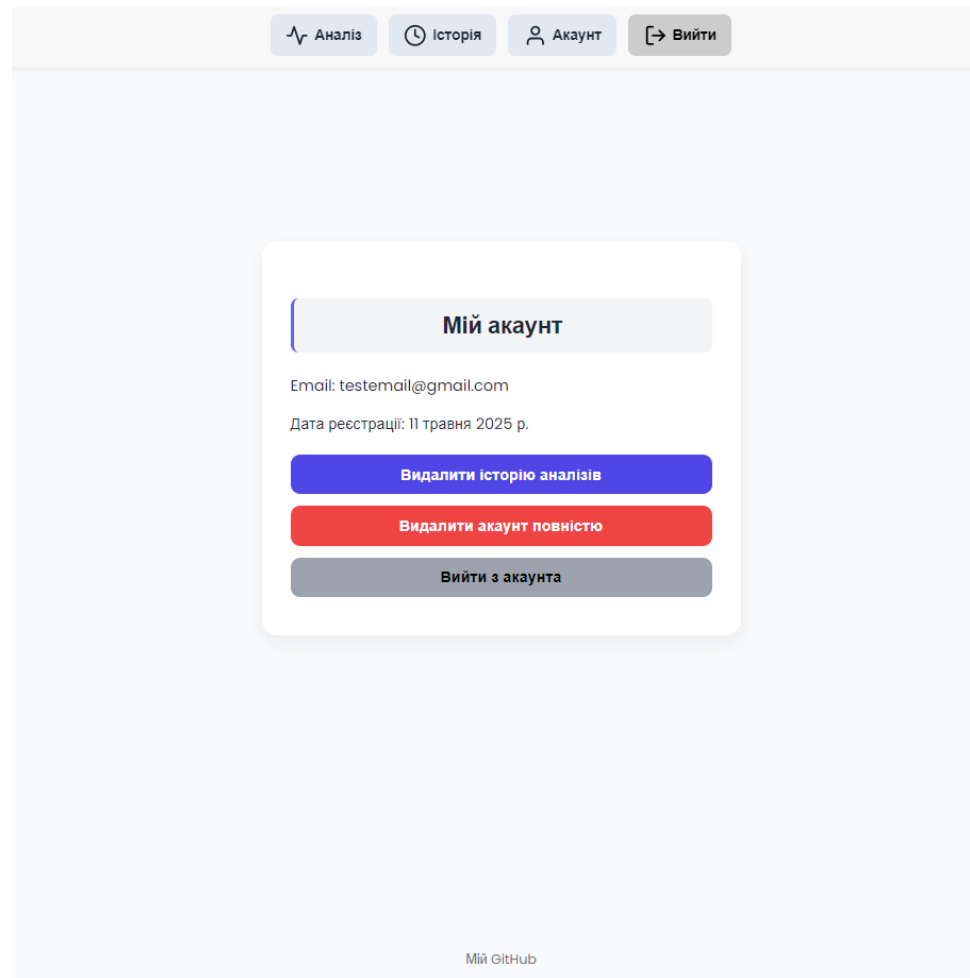 Аналіз Історія Акаунт Вийти
Мій акаунт
Email: testemail@gmail.com
Дата реєстрації: 11 травня 2025 р.
Видалити історію аналізів
Видалити акаунт повністю
Вийти з акаунта
Мій GitHub